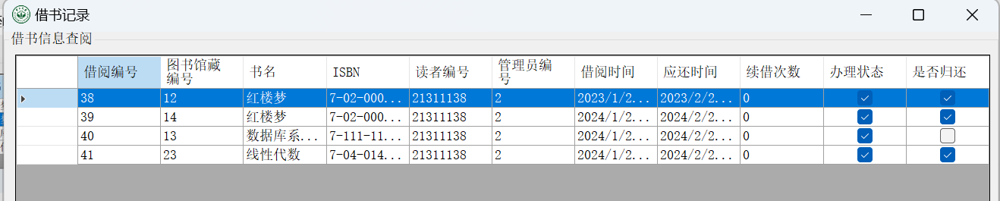 借书记录
借书信息查阅
借阅编号 图书馆藏编号 书名 ISBN 读者编号 管理员编号 借阅时间 应还时间 续借次数 办理状态 是否归还
38 12 红楼梦 7-02-000... 21311138 2 2023/1/2... 2023/2/2... 0
39 14 红楼梦 7-02-000... 21311138 2 2024/1/2... 2024/2/2... 0
40 13 数据库系... 7-111-11... 21311138 2 2024/1/2... 2024/2/2... 0
41 23 线性代数 7-04-014... 21311138 2 2024/1/2... 2024/2/2... 0